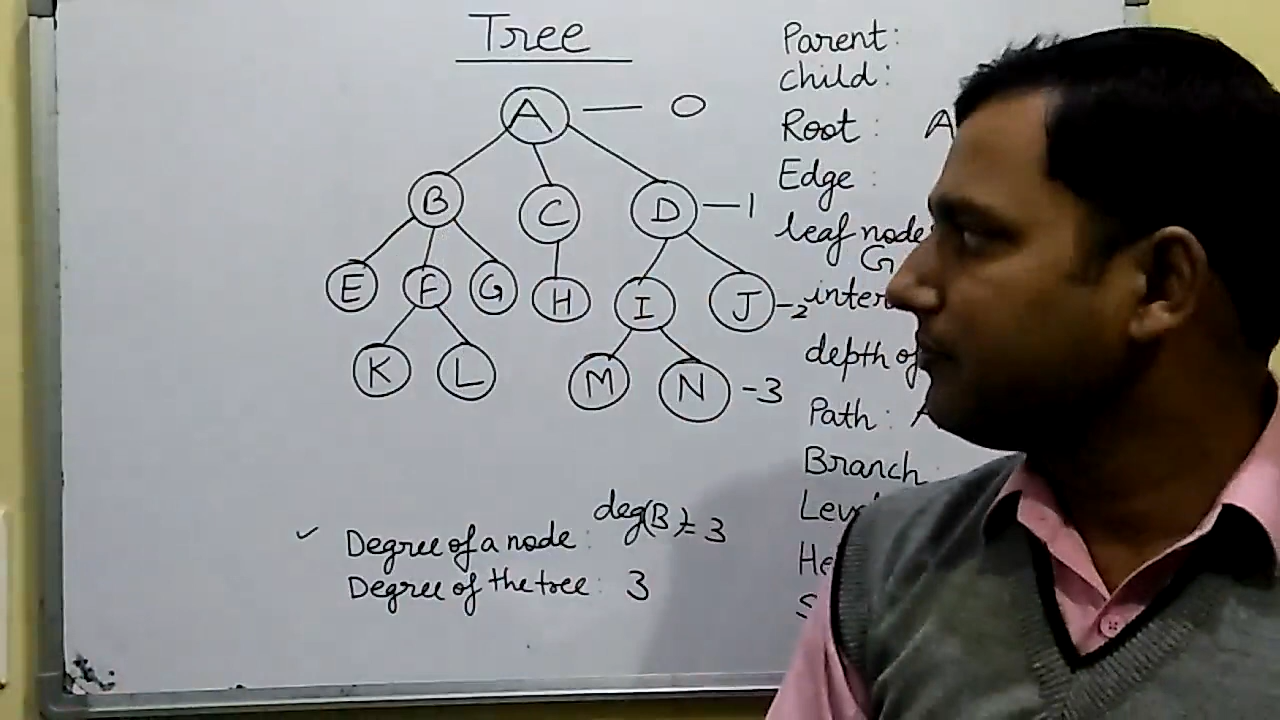 Tree
A — 0
B C D — 1
E F G H I J - 2
K L M N - 3
Degree of a node : deg(B) = 3
Degree of the tree : 3
Parent :
child :
Root : A
Edge :
leaf node
G
depth of
Path : A
Branch